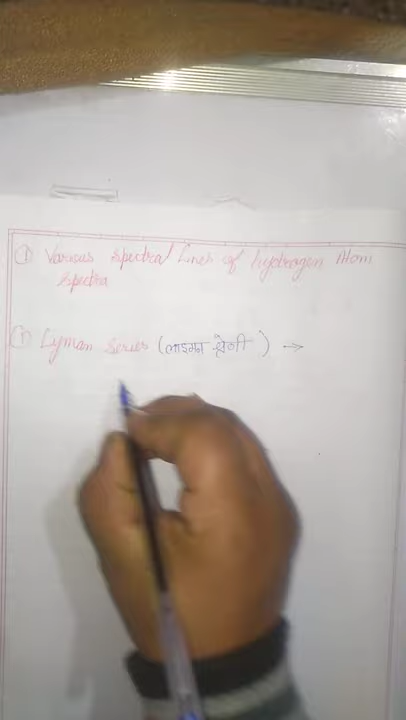 ① Various spectral lines of hydrogen Atom
spectra
① Lyman Series (लाइमन श्रेणी) →